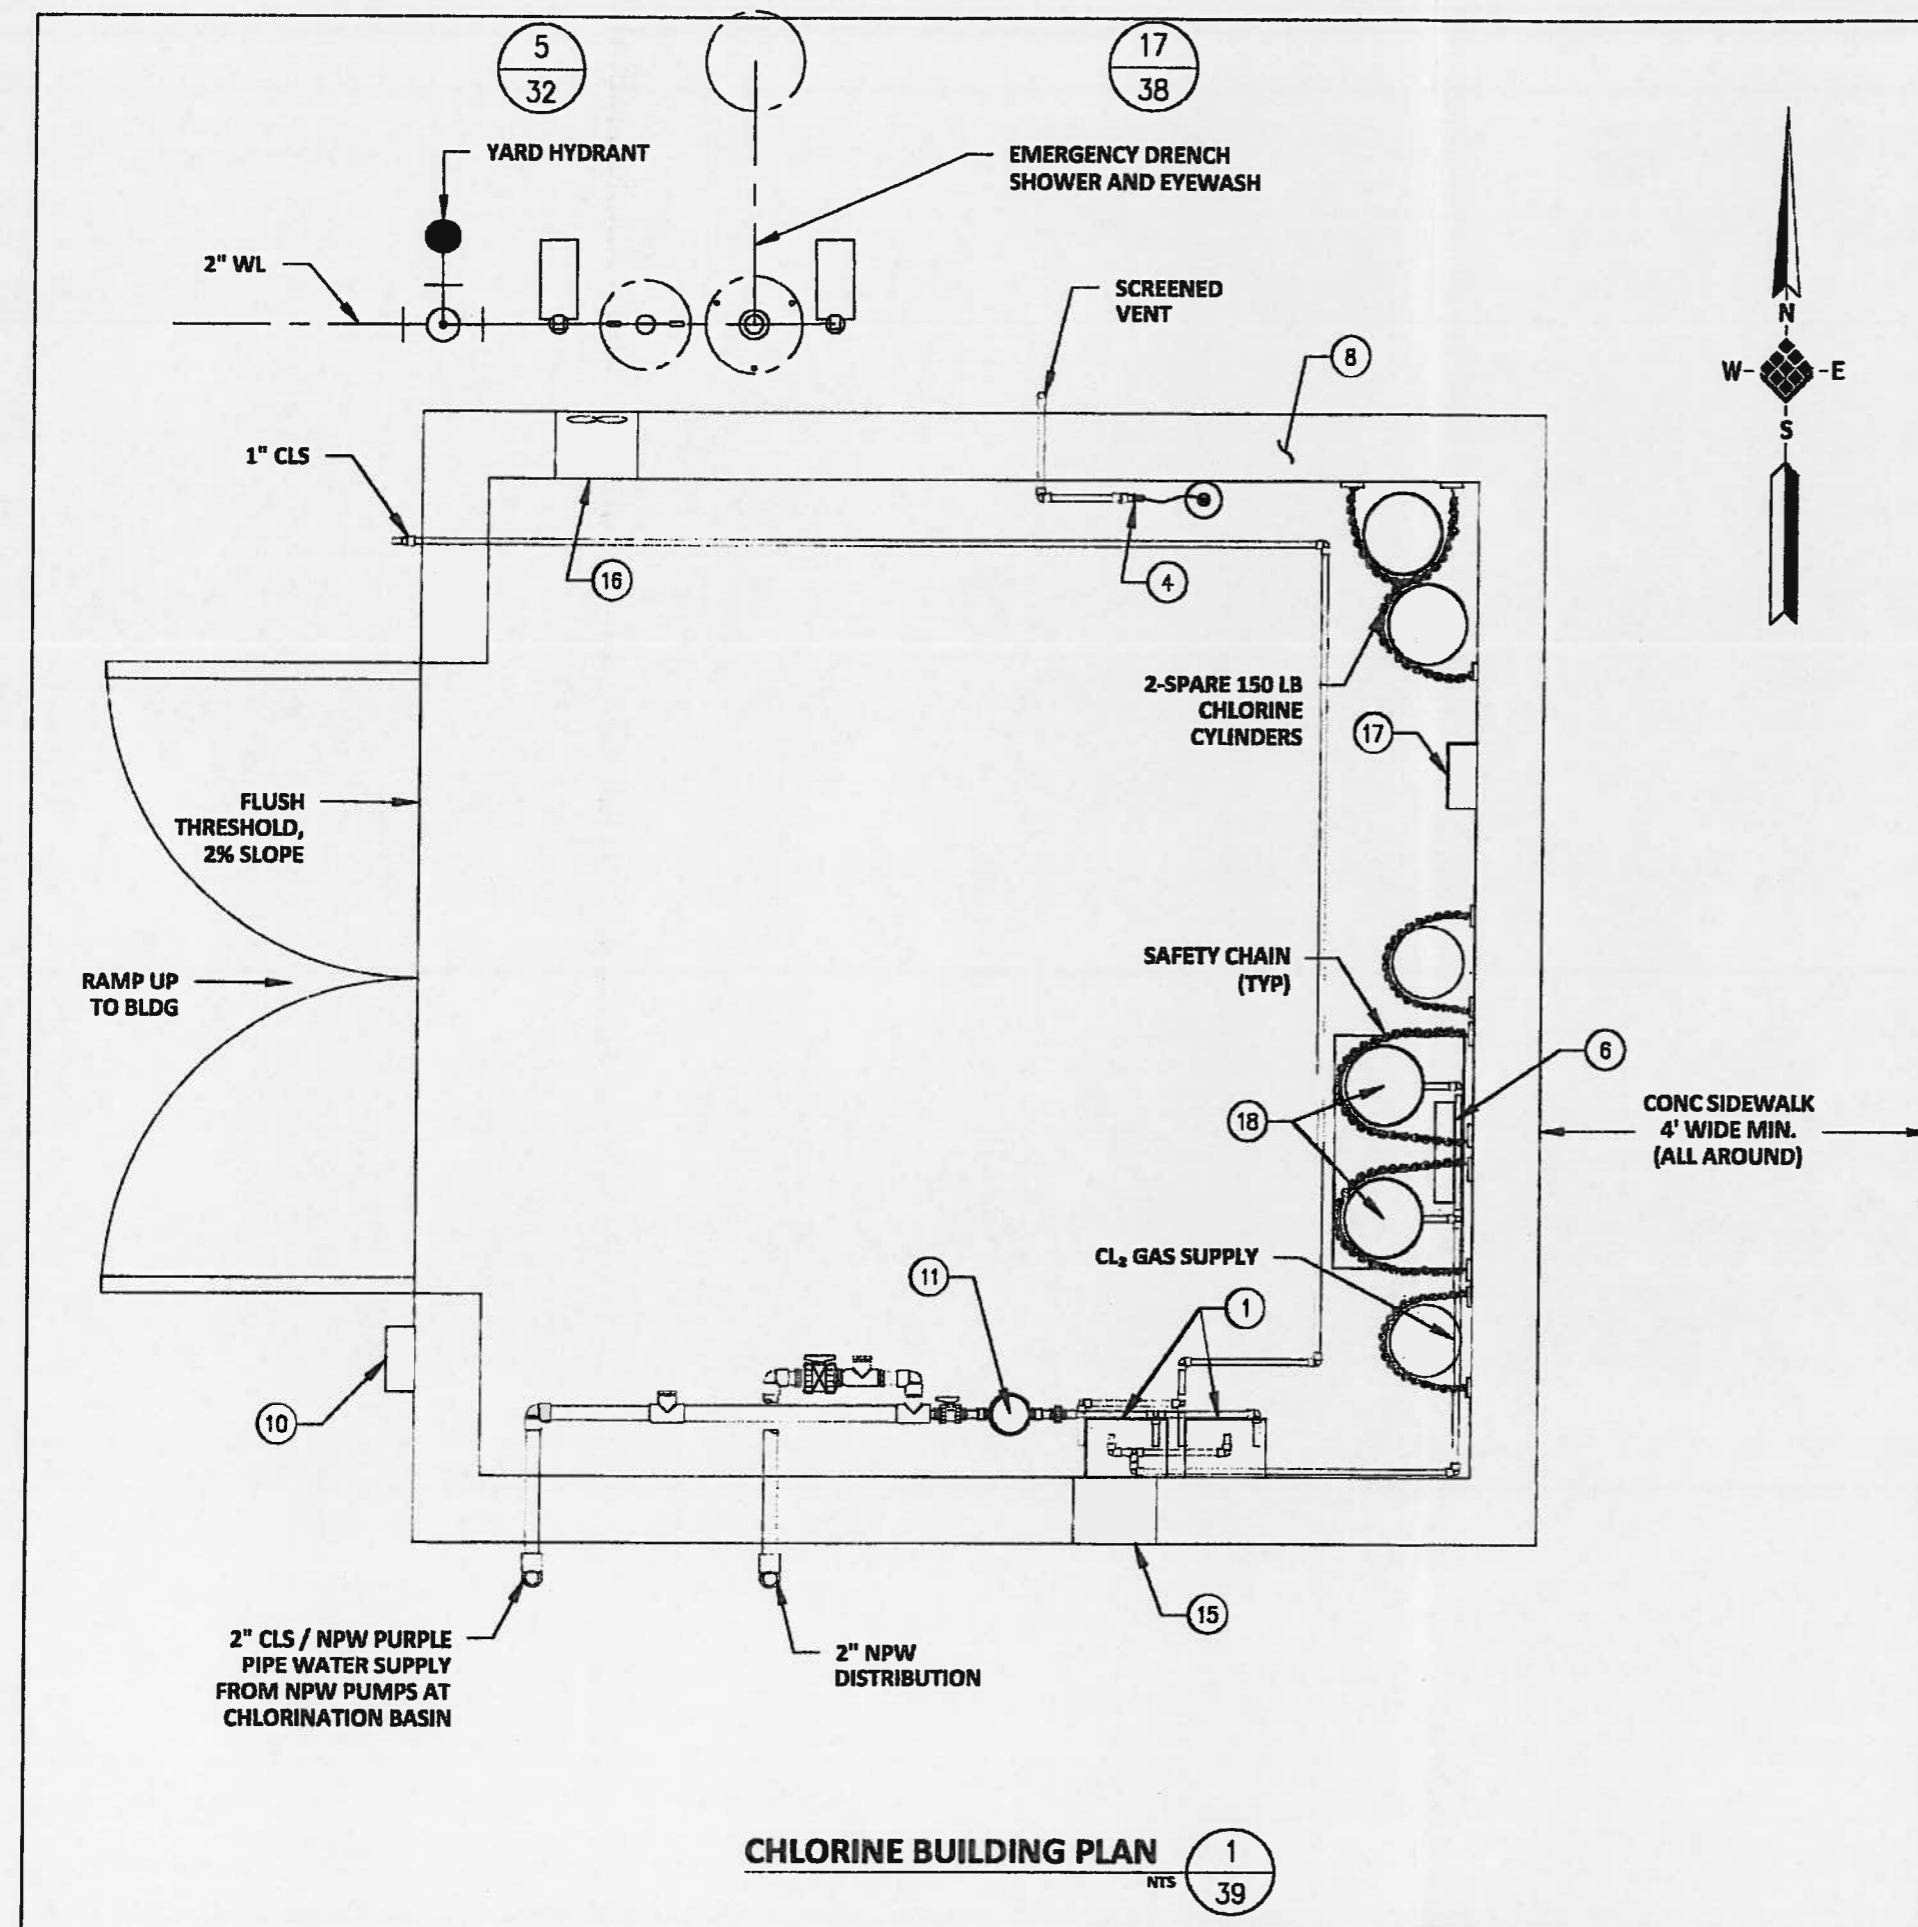 5
32
17
38
YARD HYDRANT
EMERGENCY DRENCH
SHOWER AND EYEWASH
2" WL
SCREENED
VENT
8
N
W- -E
S
1" CLS
16
4
2-SPARE 150 LB
CHLORINE
CYLINDERS
17
FLUSH
THRESHOLD,
2% SLOPE
SAFETY CHAIN
(TYP)
RAMP UP
TO BLDG
6
18
CONC SIDEWALK
4' WIDE MIN.
(ALL AROUND)
CL₂ GAS SUPPLY
11
1
10
15
2" CLS / NPW PURPLE
PIPE WATER SUPPLY
FROM NPW PUMPS AT
CHLORINATION BASIN
2" NPW
DISTRIBUTION
CHLORINE BUILDING PLAN
NTS
1
39